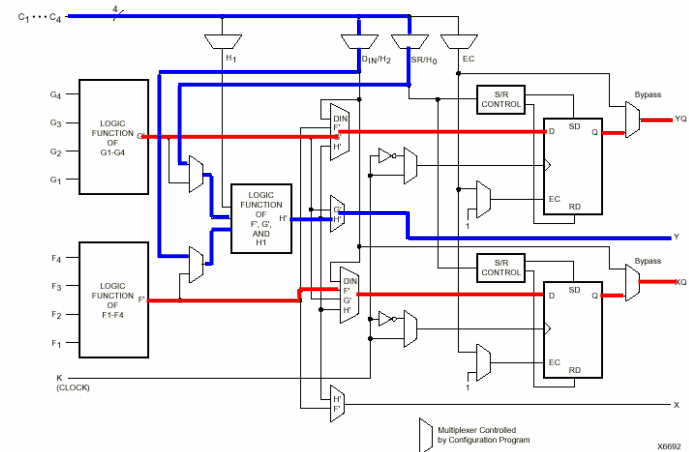 C1 ••• C4
4
H1
DIN/H2
SR/H0
EC
G4
G3
G2
G1
LOGIC
FUNCTION
OF
G1-G4
G'
DIN
F'
H'
S/R
CONTROL
Bypass
SD
D
Q
YQ
EC
RD
1
LOGIC
FUNCTION
OF
F', G',
AND
H1
H'
G'
H'
Y
F4
F3
F2
F1
LOGIC
FUNCTION
OF
F1-F4
F'
DIN
F'
G'
H'
S/R
CONTROL
Bypass
SD
D
Q
XQ
EC
RD
1
K
(CLOCK)
H'
F'
X
Multiplexer Controlled
by Configuration Program
X6692